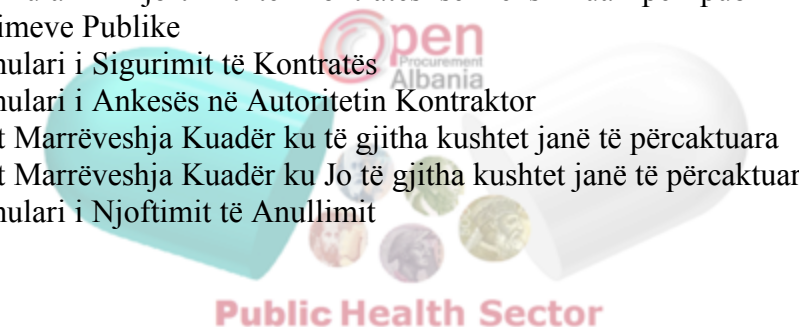 imeve Publike
nulari i Sigurimit të Kontratës
nulari i Ankesës në Autoritetin Kontraktor
t Marrëveshja Kuadër ku të gjitha kushtet janë të përcaktuara
t Marrëveshja Kuadër ku Jo të gjitha kushtet janë të përcaktuar
nulari i Njoftimit të Anullimit
Open
Procurement
Albania
Public Health Sector